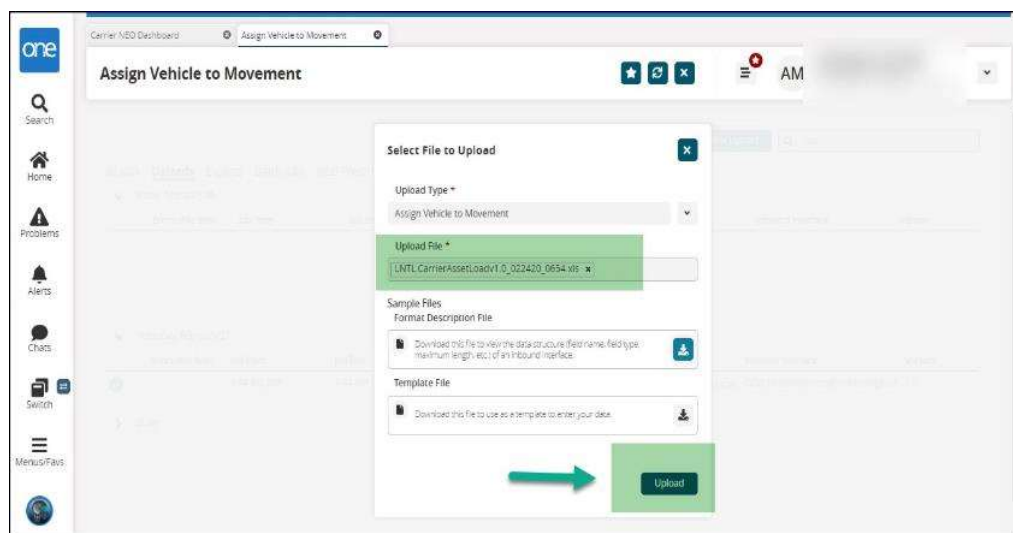 Carrier NEO Dashboard
Assign Vehicle to Movement
one
Assign Vehicle to Movement
AM
Search
Home
Problems
Alerts
Chats
Switch
Menus/Favs
Select File to Upload
Upload Type *
Assign Vehicle to Movement
Upload File *
LNTL.CarrierAssetLoadv1.0_022420_0654.xls x
Sample Files
Format Description File
Download this file to view the data structure (field name, field type,
maximum length, etc.) of an inbound interface.
Template File
Download this file to use as a template to enter your data.
Upload